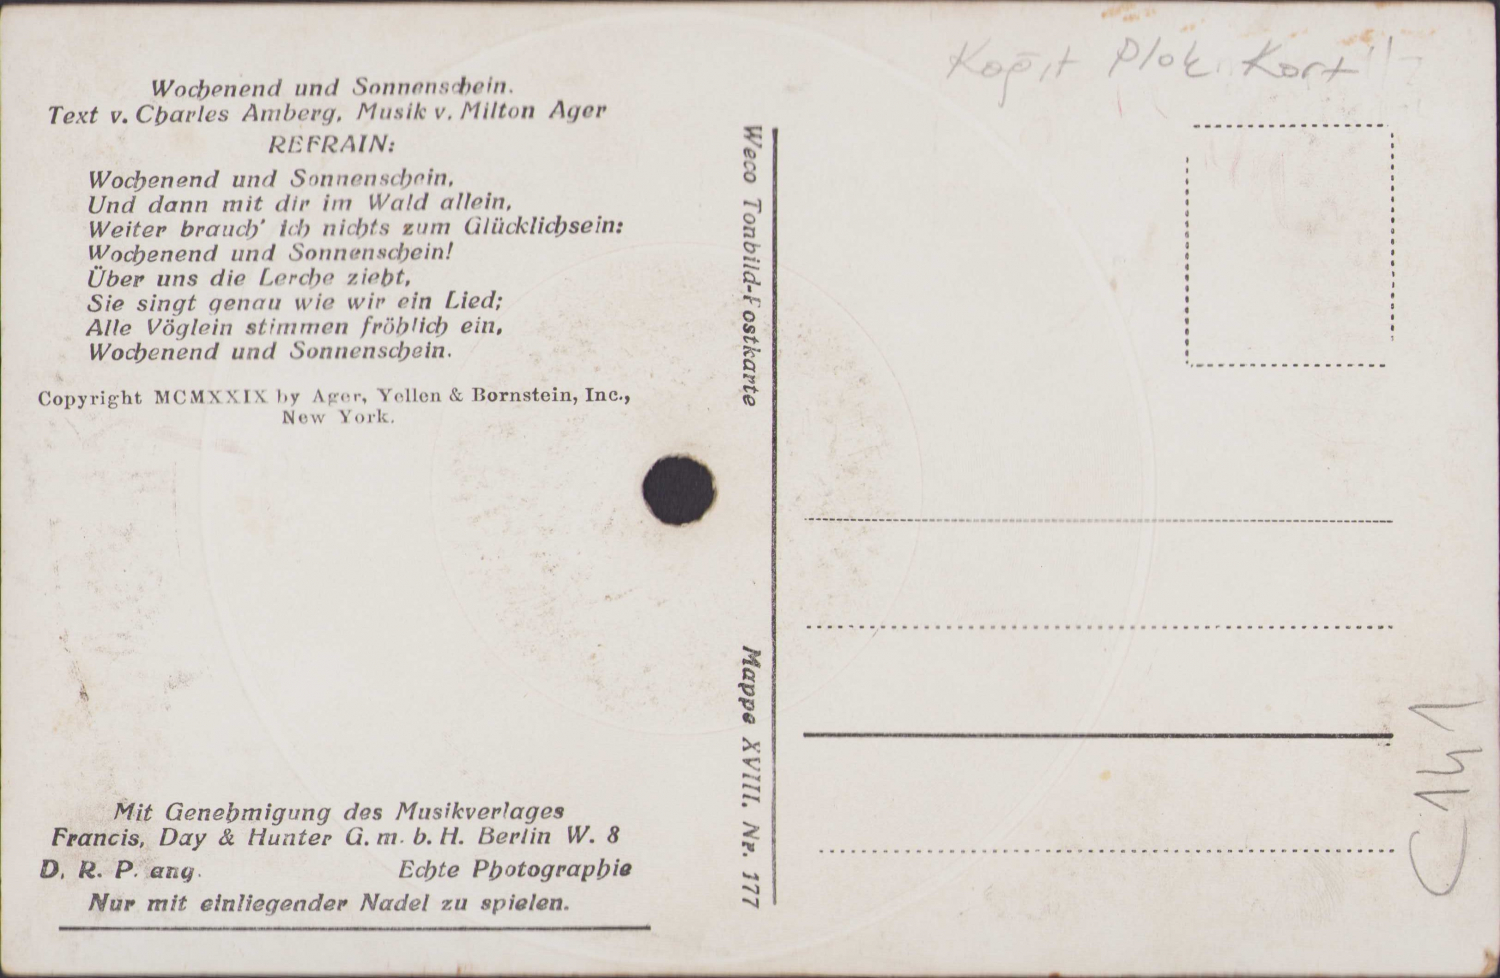 Wochenend und Sonnenschein.
Text v. Charles Amberg, Musik v. Milton Ager
REFRAIN:
Wochenend und Sonnenschein,
Und dann mit dir im Wald allein,
Weiter brauch' ich nichts zum Glücklichsein:
Wochenend und Sonnenschein!
Über uns die Lerche zieht,
Sie singt genau wie wir ein Lied;
Alle Vöglein stimmen fröhlich ein,
Wochenend und Sonnenschein.
Copyright MCMXXIX by Ager, Yellen & Bornstein, Inc.,
New York.
Mit Genehmigung des Musikverlages
Francis, Day & Hunter G. m. b. H. Berlin W. 8
D. R. P. ang. Echte Photographie
Nur mit einliegender Nadel zu spielen.
Weco Tonbild-Postkarte Mappe XVIII. Nr. 177
Kort
C141